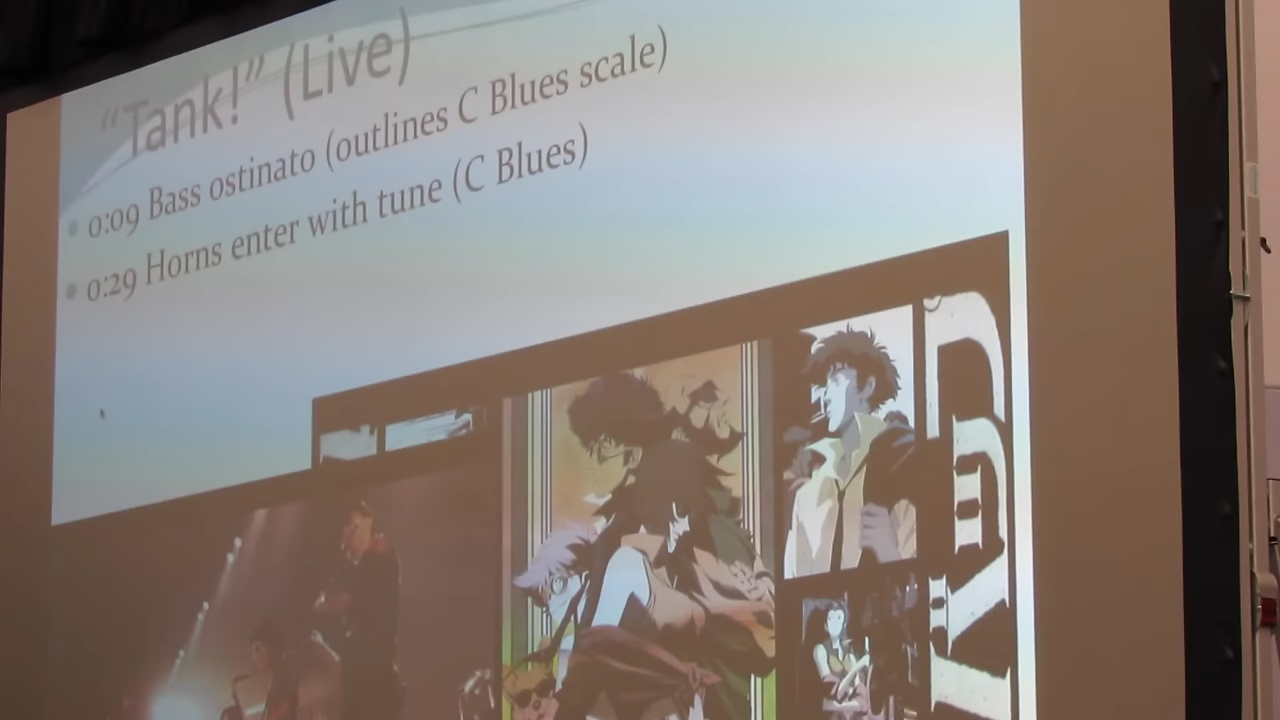 “Tank!” (Live)
0:09 Bass ostinato (outlines C Blues scale)
0:29 Horns enter with tune (C Blues)